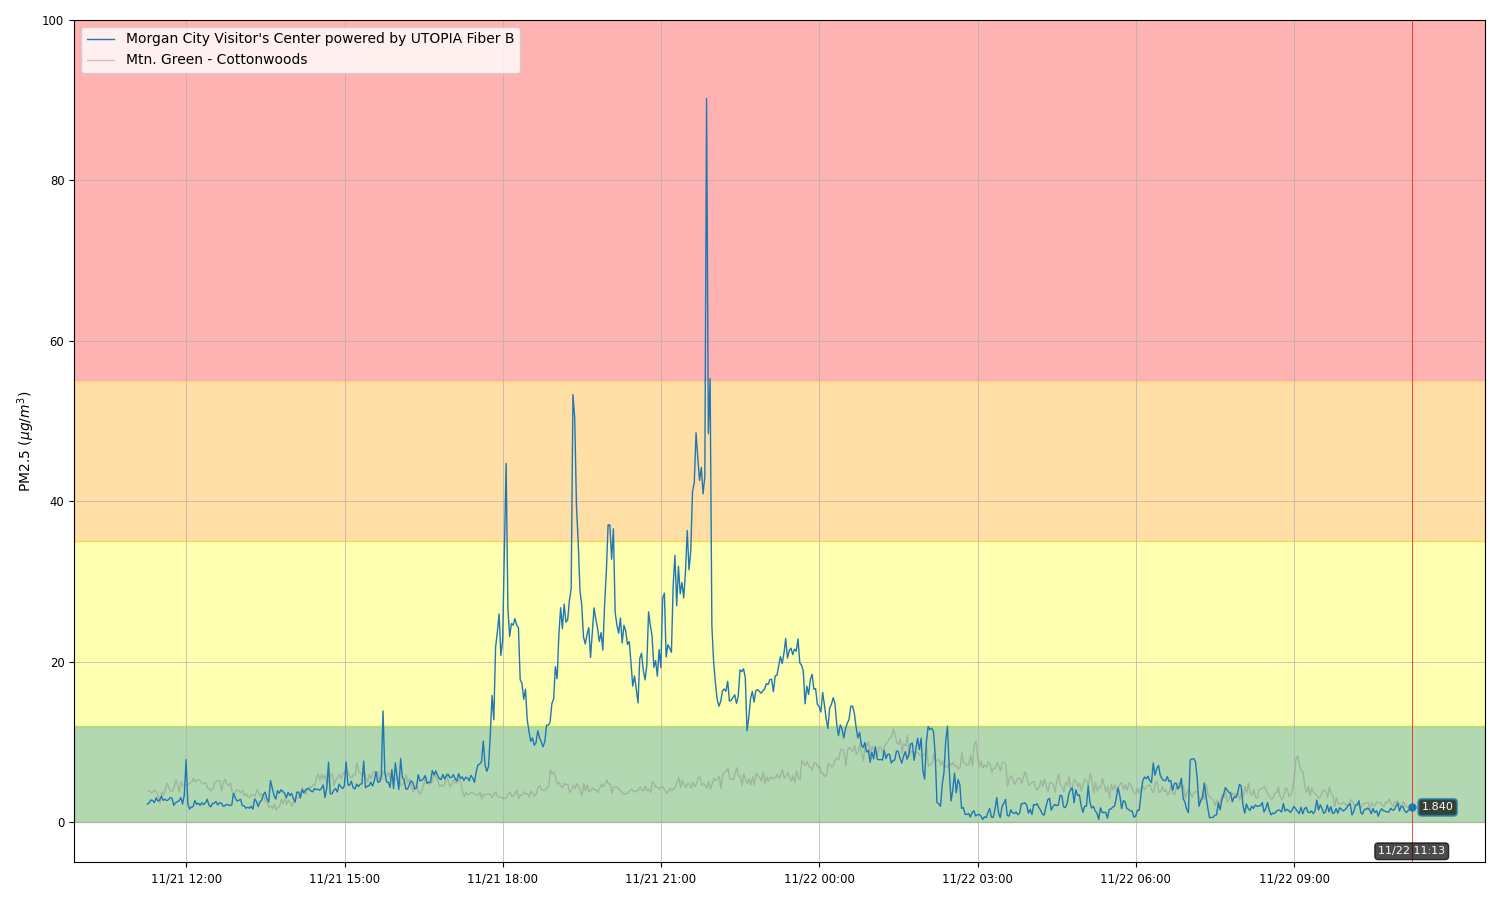 100
Morgan City Visitor's Center powered by UTOPIA Fiber B
Mtn. Green - Cottonwoods
80
60
PM2.5 (μg/m³)
40
20
1.840
0
11/22 11:13
11/21 12:00 11/21 15:00 11/21 18:00 11/21 21:00 11/22 00:00 11/22 03:00 11/22 06:00 11/22 09:00